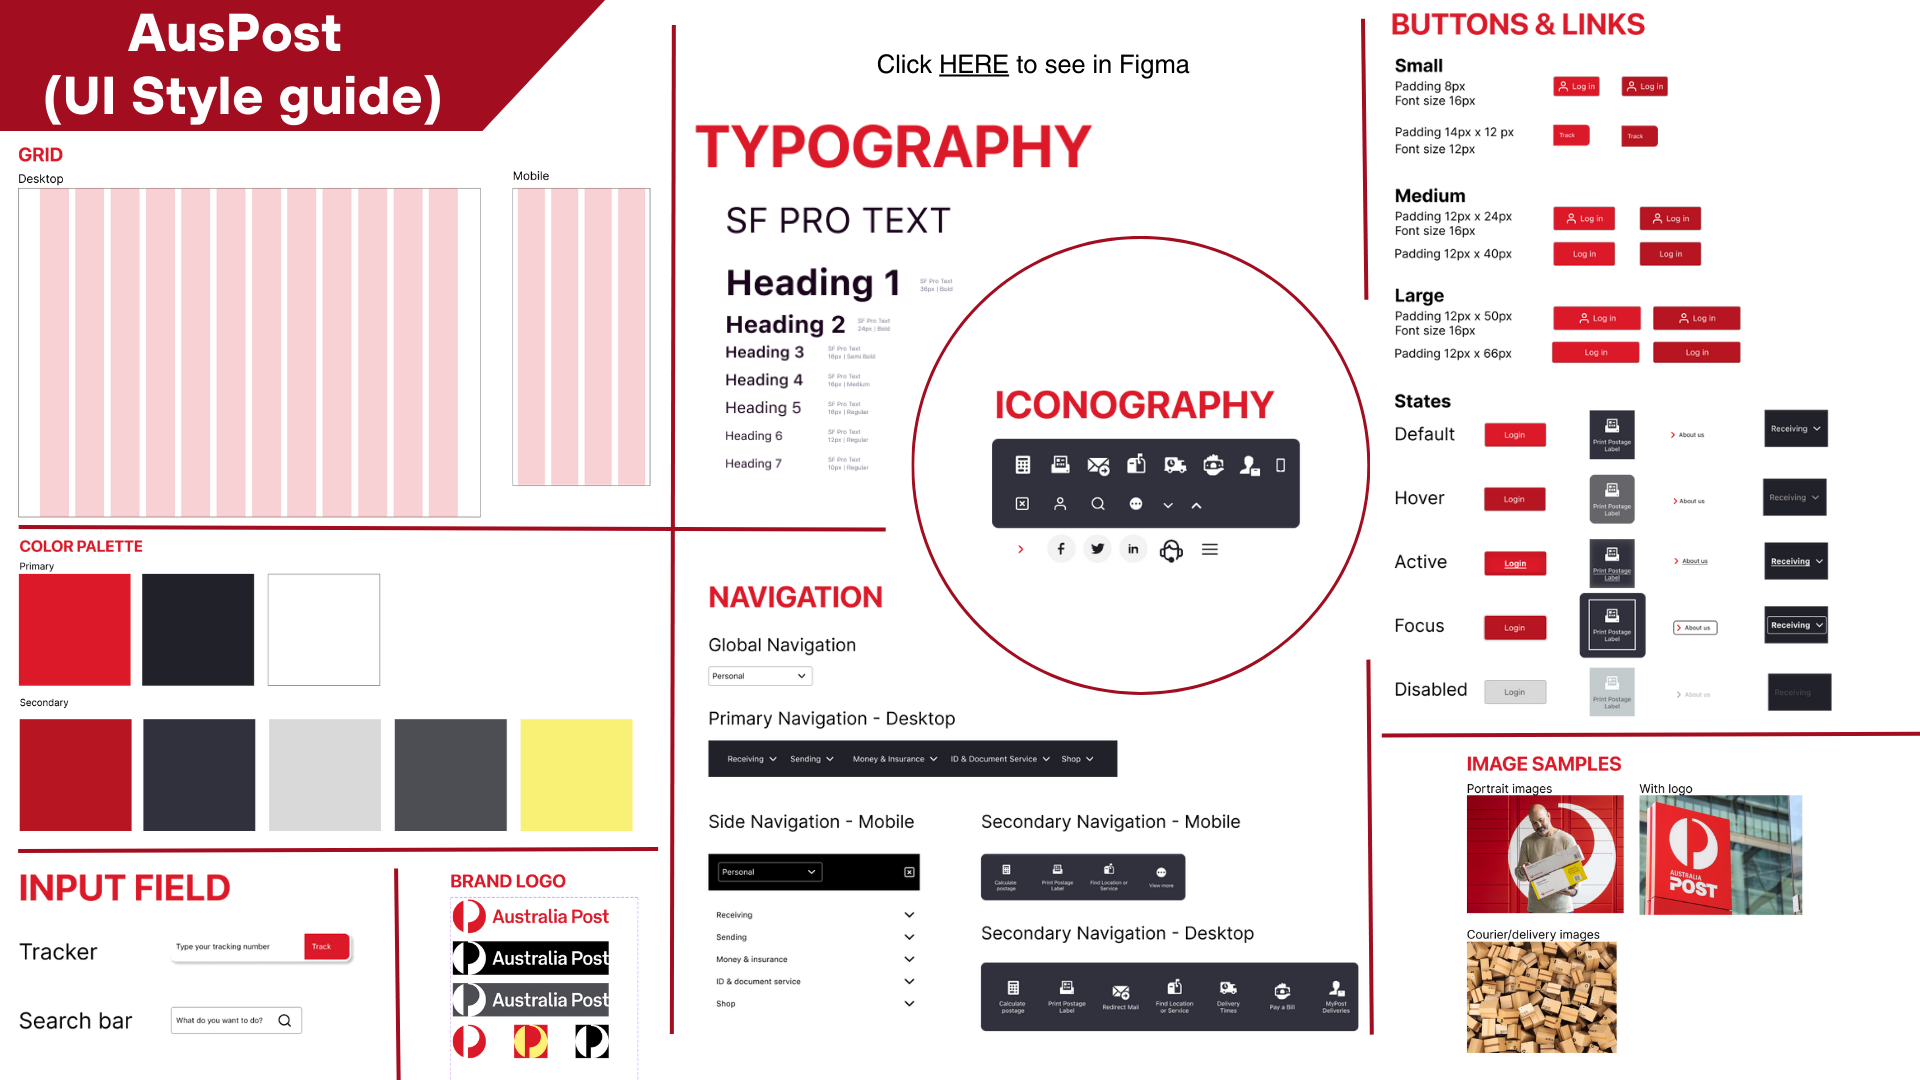 AusPost
(UI Style guide)
GRID
Desktop
Mobile
COLOR PALETTE
Primary
Secondary
INPUT FIELD
Tracker
Type your tracking number
Track
Search bar
What do you want to do?
BRAND LOGO
Australia Post
Australia Post
Australia Post
Click HERE to see in Figma
TYPOGRAPHY
SF PRO TEXT
Heading 1
SF Pro Text
36px | Bold
Heading 2
SF Pro Text
24px | Bold
Heading 3
SF Pro Text
16px | Semi Bold
Heading 4
SF Pro Text
16px | Medium
Heading 5
SF Pro Text
16px | Regular
Heading 6
SF Pro Text
12px | Regular
Heading 7
SF Pro Text
10px | Regular
ICONOGRAPHY
NAVIGATION
Global Navigation
Personal
Primary Navigation - Desktop
Receiving
Sending
Money & Insurance
ID & Document Service
Shop
Side Navigation - Mobile
Personal
Receiving
Sending
Money & insurance
ID & document service
Shop
Secondary Navigation - Mobile
Calculate
postage
Print Postage
Label
Find Location or
Service
View more
Secondary Navigation - Desktop
Calculate
postage
Print Postage
Label
Redirect Mail
Find Location
or Service
Delivery
Times
Pay a Bill
MyPost
Deliveries
BUTTONS & LINKS
Small
Padding 8px
Font size 16px
Log in
Log in
Padding 14px x 12 px
Font size 12px
Track
Track
Medium
Padding 12px x 24px
Font size 16px
Log in
Log in
Padding 12px x 40px
Log in
Log in
Large
Padding 12px x 50px
Font size 16px
Log in
Log in
Padding 12px x 66px
Log in
Log in
States
Default
Login
Print Postage
Label
About us
Receiving
Hover
Login
Print Postage
Label
About us
Receiving
Active
Login
Print Postage
Label
About us
Receiving
Focus
Login
Print Postage
Label
About us
Receiving
Disabled
Login
Print Postage
Label
About us
Receiving
IMAGE SAMPLES
Portrait images
With logo
AUSTRALIA
POST
Courier/delivery images